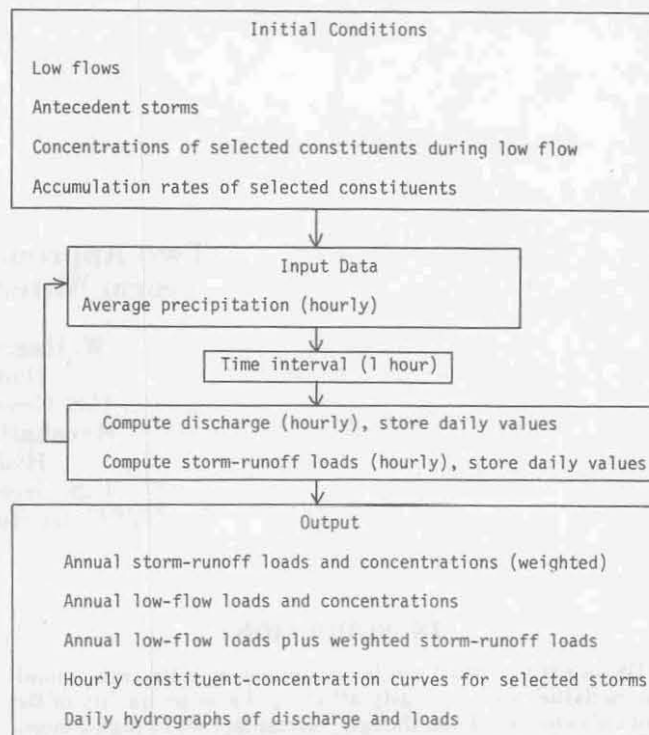 Initial Conditions
Low flows
Antecedent storms
Concentrations of selected constituents during low flow
Accumulation rates of selected constituents
Input Data
Average precipitation (hourly)
Time interval (1 hour)
Compute discharge (hourly), store daily values
Compute storm-runoff loads (hourly), store daily values
Output
Annual storm-runoff loads and concentrations (weighted)
Annual low-flow loads and concentrations
Annual low-flow loads plus weighted storm-runoff loads
Hourly constituent-concentration curves for selected storms
Daily hydrographs of discharge and loads